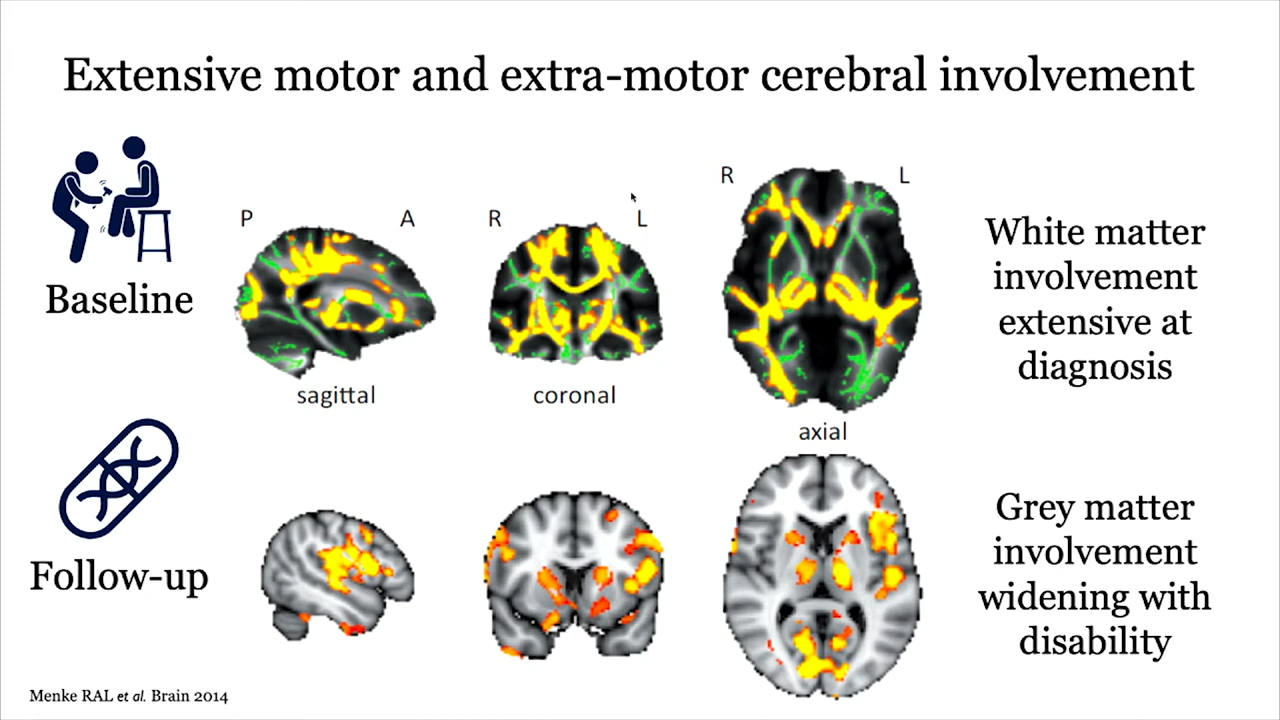 Extensive motor and extra-motor cerebral involvement
Baseline
P A
R L
R L
sagittal
coronal
axial
White matter
involvement
extensive at
diagnosis
Follow-up
Grey matter
involvement
widening with
disability
Menke RAL et al. Brain 2014